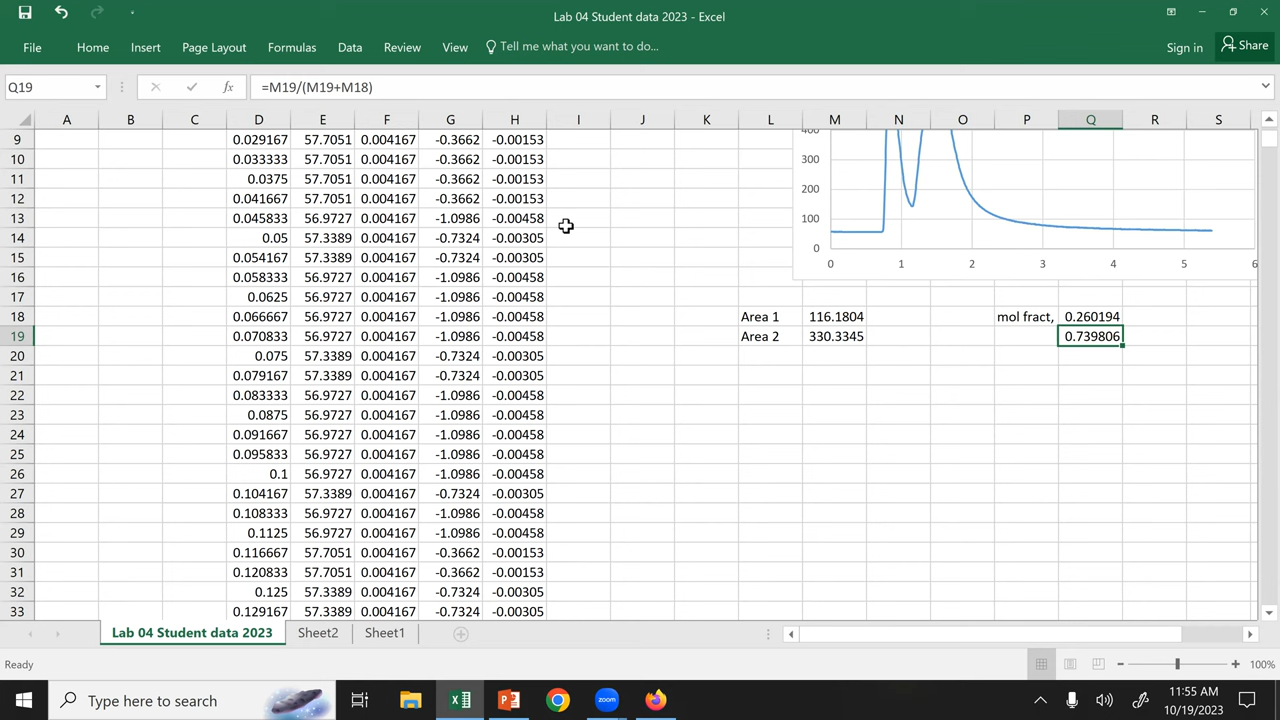 Lab 04 Student data 2023 - Excel
File Home Insert Page Layout Formulas Data Review View Tell me what you want to do... Sign in Share
Q19 fx =M19/(M19+M18)
A B C D E F G H I J K L M N O P Q R S
9 0.029167 57.7051 0.004167 -0.3662 -0.00153 400
10 0.033333 57.7051 0.004167 -0.3662 -0.00153 300
11 0.0375 57.7051 0.004167 -0.3662 -0.00153 200
12 0.041667 57.7051 0.004167 -0.3662 -0.00153
13 0.045833 56.9727 0.004167 -1.0986 -0.00458 100
14 0.05 57.3389 0.004167 -0.7324 -0.00305 0
15 0.054167 57.3389 0.004167 -0.7324 -0.00305 0 1 2 3 4 5 6
16 0.058333 56.9727 0.004167 -1.0986 -0.00458
17 0.0625 56.9727 0.004167 -1.0986 -0.00458
18 0.066667 56.9727 0.004167 -1.0986 -0.00458 Area 1 116.1804 mol fract, 0.260194
19 0.070833 56.9727 0.004167 -1.0986 -0.00458 Area 2 330.3345 0.739806
20 0.075 57.3389 0.004167 -0.7324 -0.00305
21 0.079167 57.3389 0.004167 -0.7324 -0.00305
22 0.083333 56.9727 0.004167 -1.0986 -0.00458
23 0.0875 56.9727 0.004167 -1.0986 -0.00458
24 0.091667 56.9727 0.004167 -1.0986 -0.00458
25 0.095833 56.9727 0.004167 -1.0986 -0.00458
26 0.1 56.9727 0.004167 -1.0986 -0.00458
27 0.104167 57.3389 0.004167 -0.7324 -0.00305
28 0.108333 56.9727 0.004167 -1.0986 -0.00458
29 0.1125 56.9727 0.004167 -1.0986 -0.00458
30 0.116667 57.7051 0.004167 -0.3662 -0.00153
31 0.120833 57.7051 0.004167 -0.3662 -0.00153
32 0.125 57.3389 0.004167 -0.7324 -0.00305
33 0.129167 57.3389 0.004167 -0.7324 -0.00305
Lab 04 Student data 2023 Sheet2 Sheet1
Ready 100%
Type here to search zoom 11:55 AM
10/19/2023